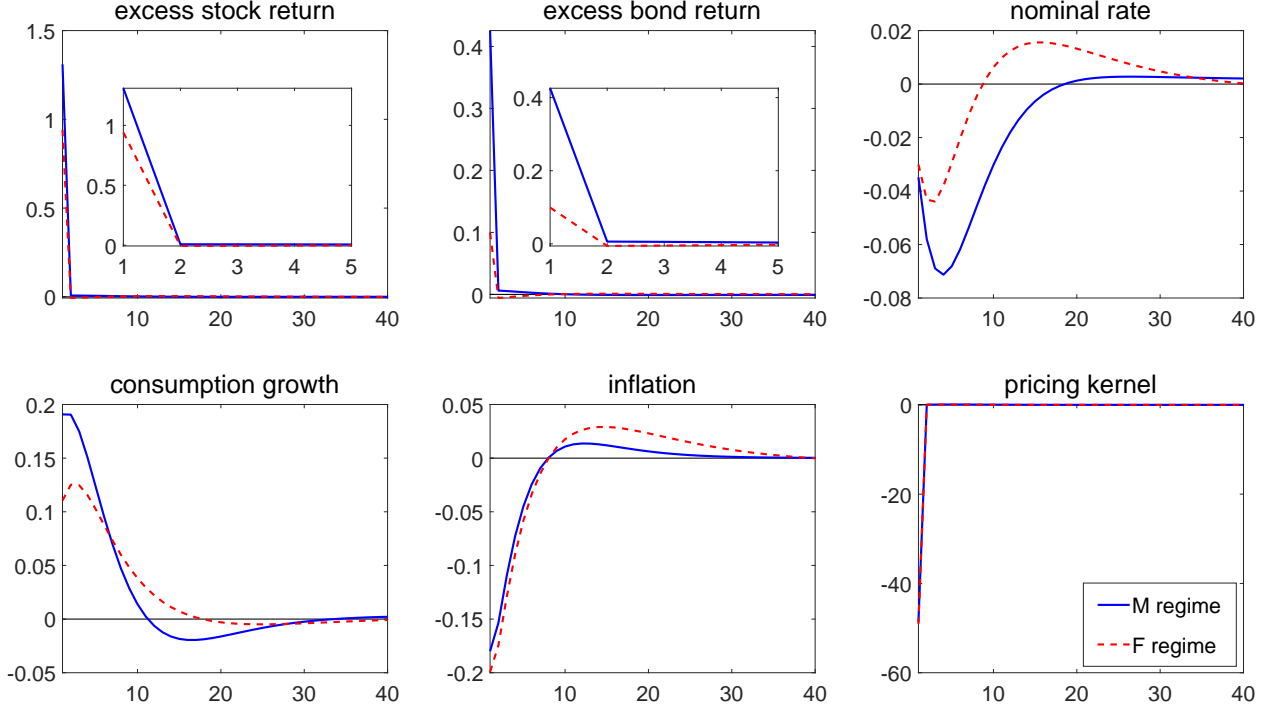 excess stock return
1.5
1
0.5
0
10 20 30 40
1
0.5
0
1 2 3 4 5
excess bond return
0.4
0.3
0.2
0.1
0
10 20 30 40
0.4
0.2
0
1 2 3 4 5
nominal rate
0.02
0
-0.02
-0.04
-0.06
-0.08
10 20 30 40
consumption growth
0.2
0.15
0.1
0.05
0
-0.05
10 20 30 40
inflation
0.05
0
-0.05
-0.1
-0.15
-0.2
10 20 30 40
pricing kernel
0
-20
-40
-60
10 20 30 40
M regime
F regime